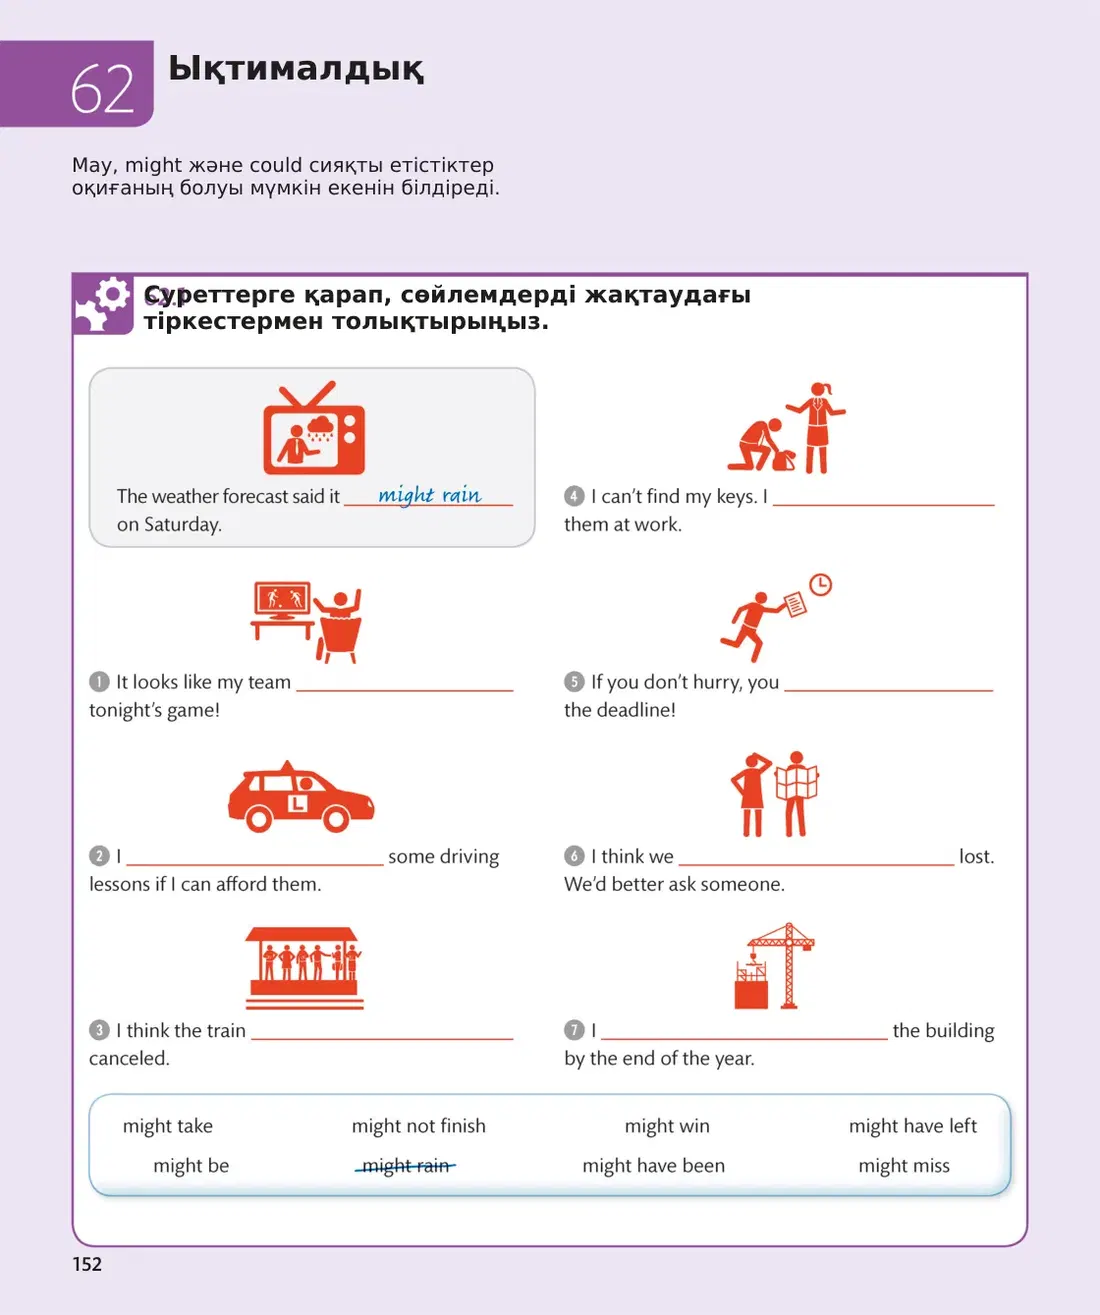 62
Ықтималдық
May, might және could сияқты етістіктер
оқиғаның болуы мүмкін екенін білдіреді.
Суреттерге қарап, сөйлемдерді жақтаудағы
тіркестермен толықтырыңыз.
The weather forecast said it might rain
on Saturday.
1 It looks like my team
tonight's game!
L
2 I some driving
lessons if I can afford them.
3 I think the train
canceled.
4 I can't find my keys. I
them at work.
5 If you don't hurry, you
the deadline!
6 I think we lost.
We'd better ask someone.
7 I the building
by the end of the year.
might take might not finish might win might have left
might be might rain might have been might miss
152